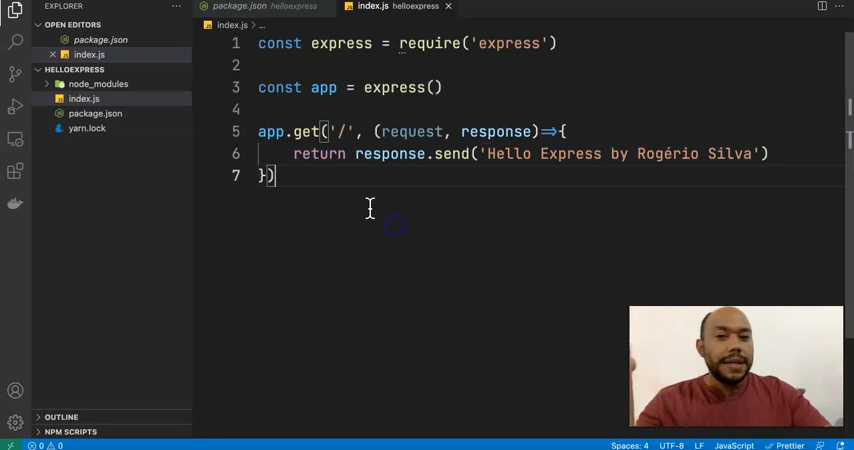 EXPLORER
OPEN EDITORS
package.json
index.js
HELLOEXPRESS
node_modules
index.js
package.json
yarn.lock
OUTLINE
NPM SCRIPTS
package.json helloexpress
index.js helloexpress
index.js > ...
1 const express = require('express')
2
3 const app = express()
4
5 app.get('/', (request, response)=>{
6 return response.send('Hello Express by Rogério Silva')
7 })
0 0
Spaces: 4 UTF-8 LF JavaScript Prettier